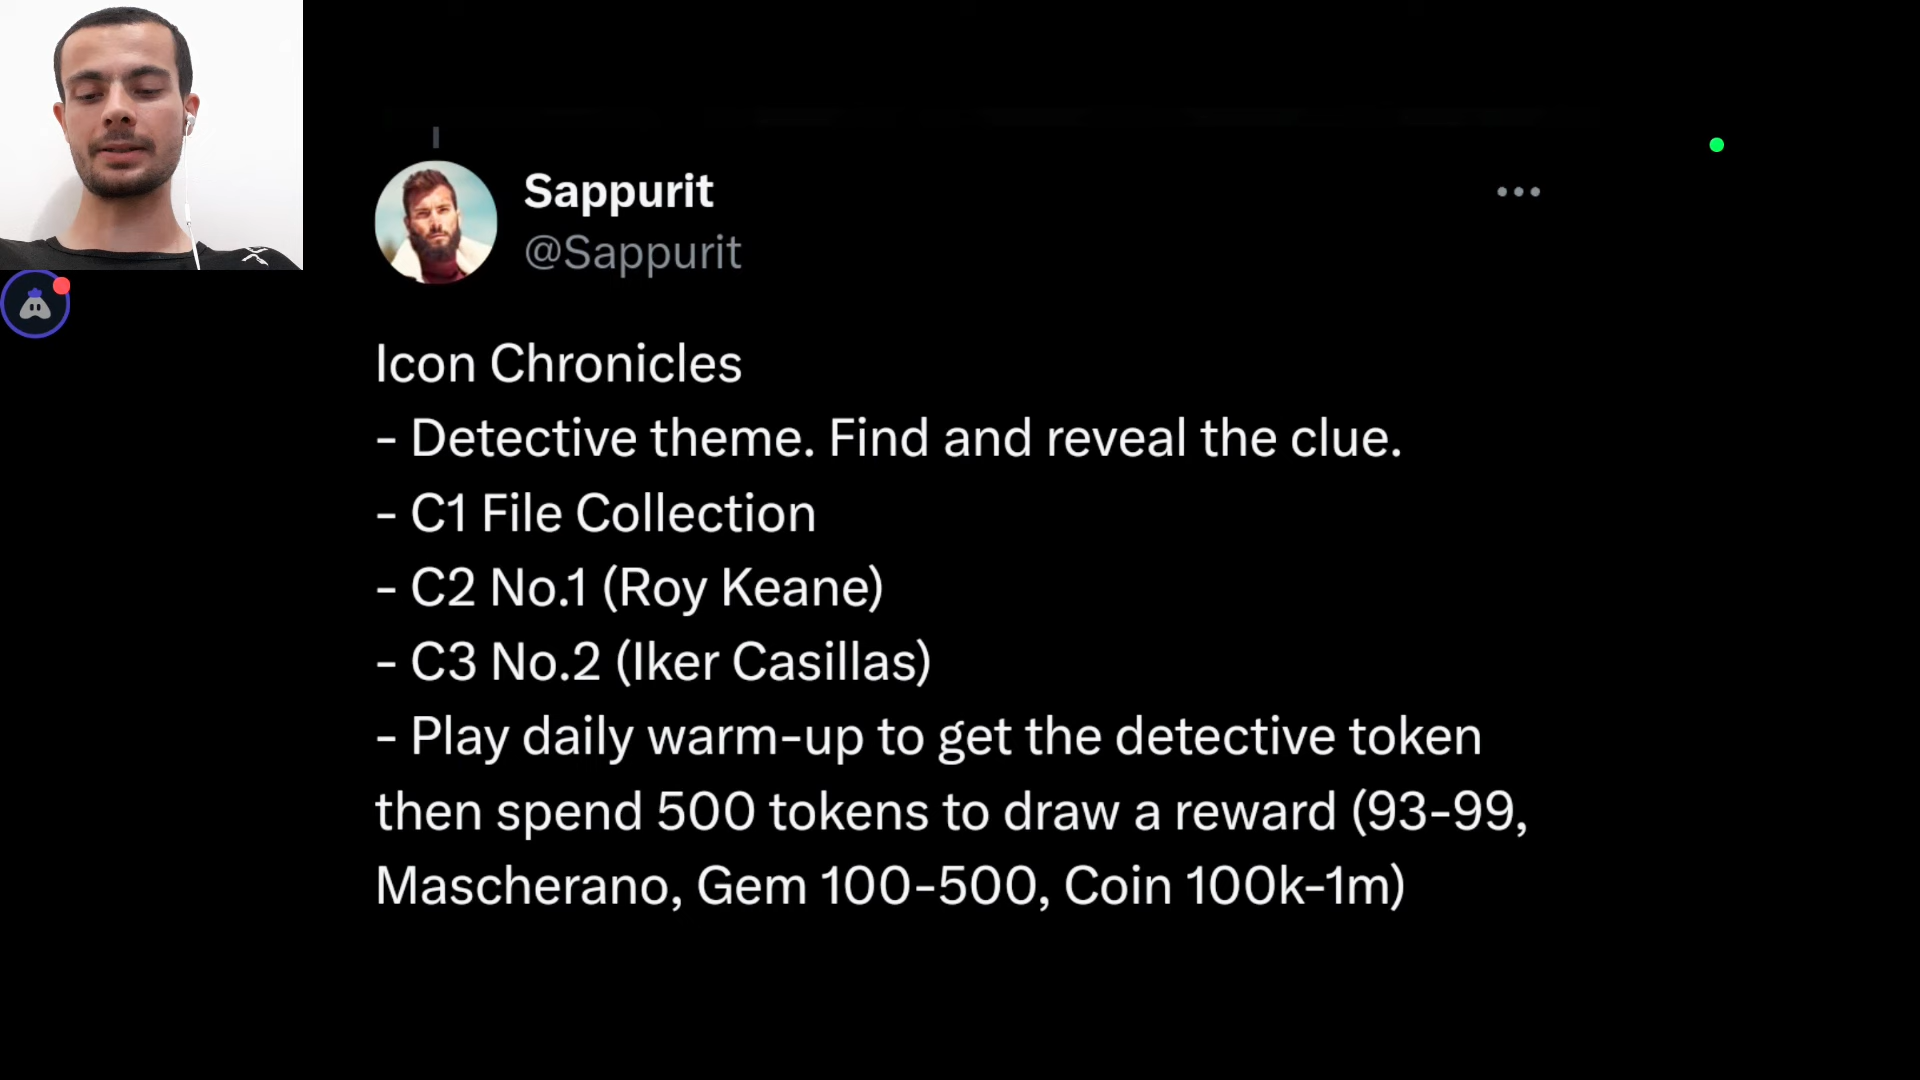 Sappurit
@Sappurit
Icon Chronicles
- Detective theme. Find and reveal the clue.
- C1 File Collection
- C2 No.1 (Roy Keane)
- C3 No.2 (Iker Casillas)
- Play daily warm-up to get the detective token
then spend 500 tokens to draw a reward (93-99,
Mascherano, Gem 100-500, Coin 100k-1m)